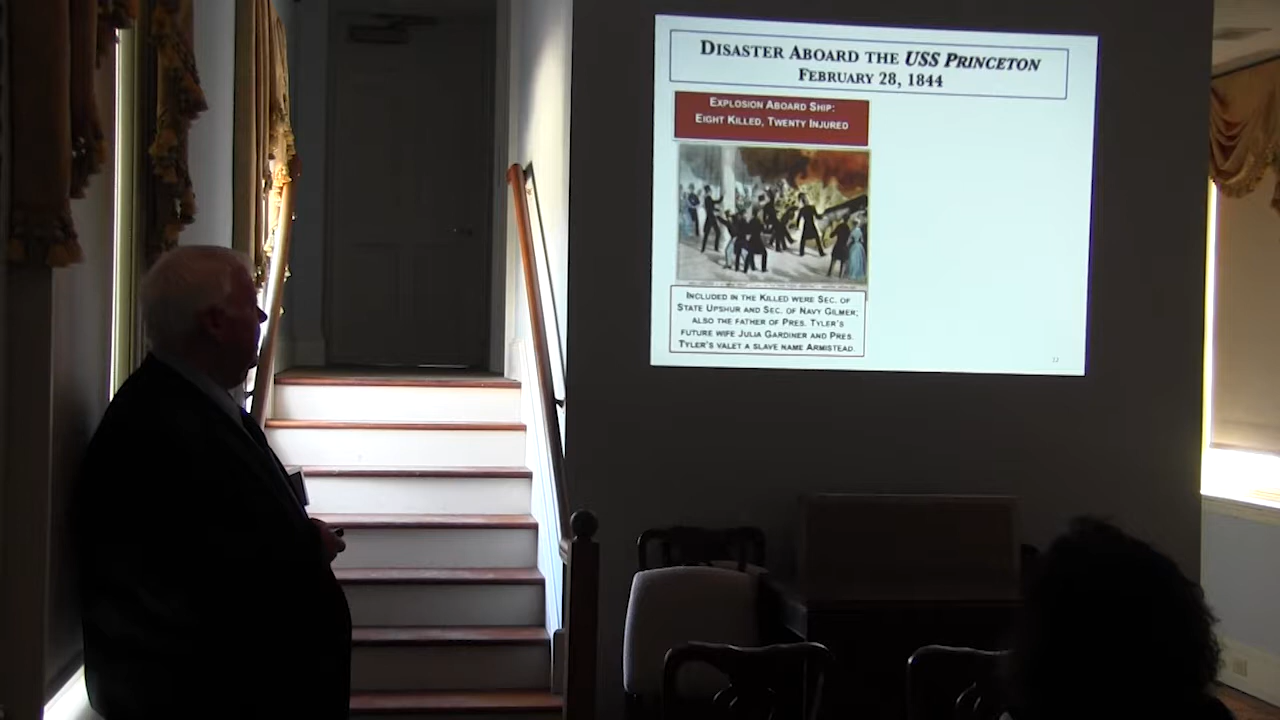 DISASTER ABOARD THE USS PRINCETON
FEBRUARY 28, 1844
EXPLOSION ABOARD SHIP:
EIGHT KILLED, TWENTY INJURED
INCLUDED IN THE KILLED WERE SEC. OF
STATE UPSHUR AND SEC. OF NAVY GILMER;
ALSO THE FATHER OF PRES. TYLER'S
FUTURE WIFE JULIA GARDINER AND PRES.
TYLER'S VALET A SLAVE NAME ARMISTEAD.